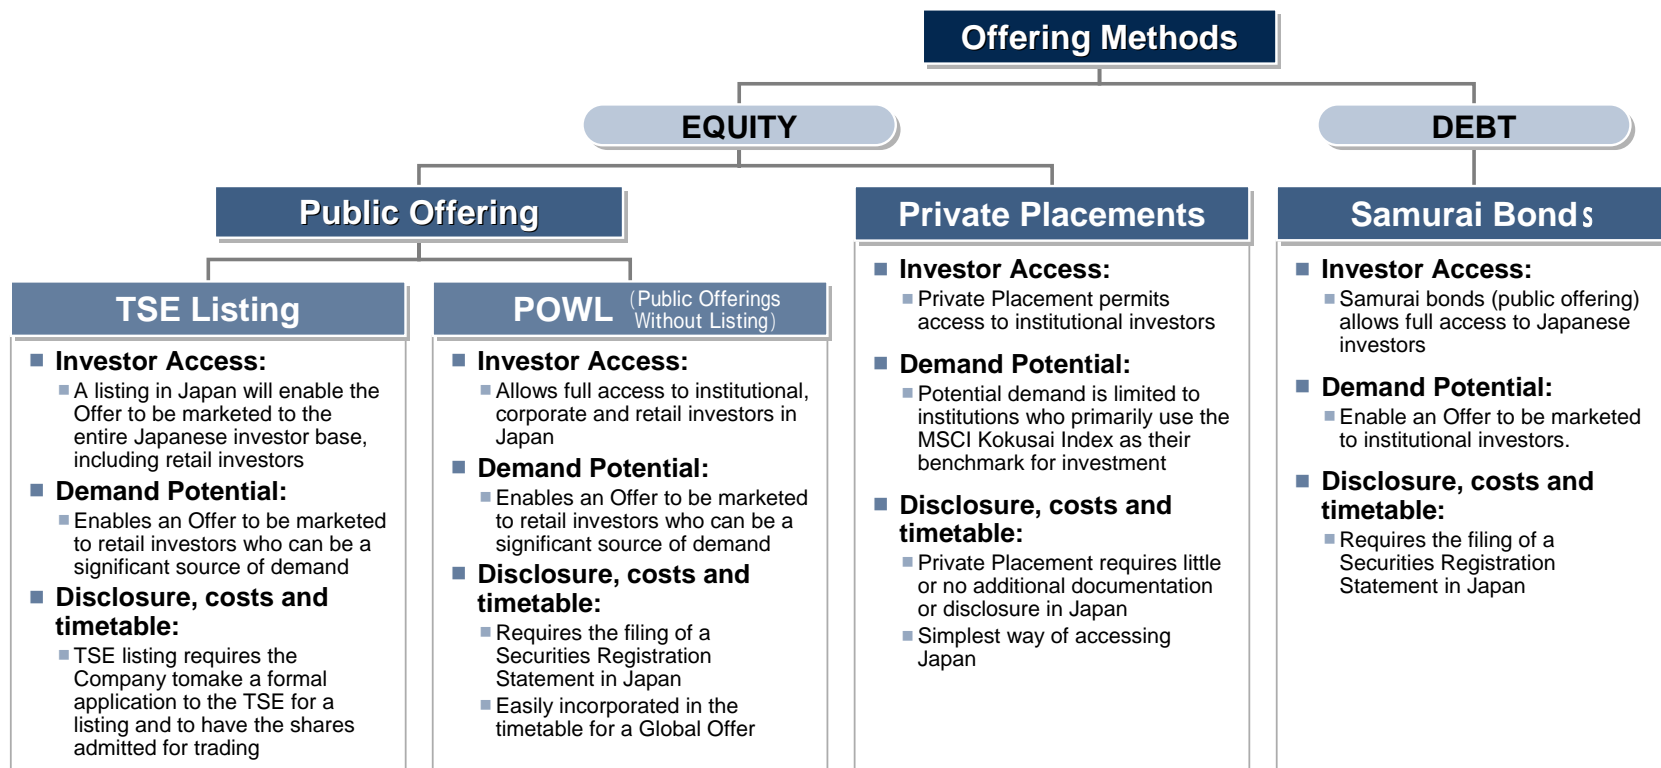 Offering Methods
EQUITY
DEBT
Public Offering
Private Placements
Samurai Bonds
TSE Listing
Investor Access:
A listing in Japan will enable the
Offer to be marketed to the
entire Japanese investor base,
including retail investors
Demand Potential:
Enables an Offer to be marketed
to retail investors who can be a
significant source of demand
Disclosure, costs and
timetable:
TSE listing requires the
Company tomake a formal
application to the TSE for a
listing and to have the shares
admitted for trading
POWL (Public Offerings
Without Listing)
Investor Access:
Allows full access to institutional,
corporate and retail investors in
Japan
Demand Potential:
Enables an Offer to be marketed
to retail investors who can be a
significant source of demand
Disclosure, costs and
timetable:
Requires the filing of a
Securities Registration
Statement in Japan
Easily incorporated in the
timetable for a Global Offer
Investor Access:
Private Placement permits
access to institutional investors
Demand Potential:
Potential demand is limited to
institutions who primarily use the
MSCI Kokusai Index as their
benchmark for investment
Disclosure, costs and
timetable:
Private Placement requires little
or no additional documentation
or disclosure in Japan
Simplest way of accessing
Japan
Investor Access:
Samurai bonds (public offering)
allows full access to Japanese
investors
Demand Potential:
Enable an Offer to be marketed
to institutional investors.
Disclosure, costs and
timetable:
Requires the filing of a
Securities Registration
Statement in Japan